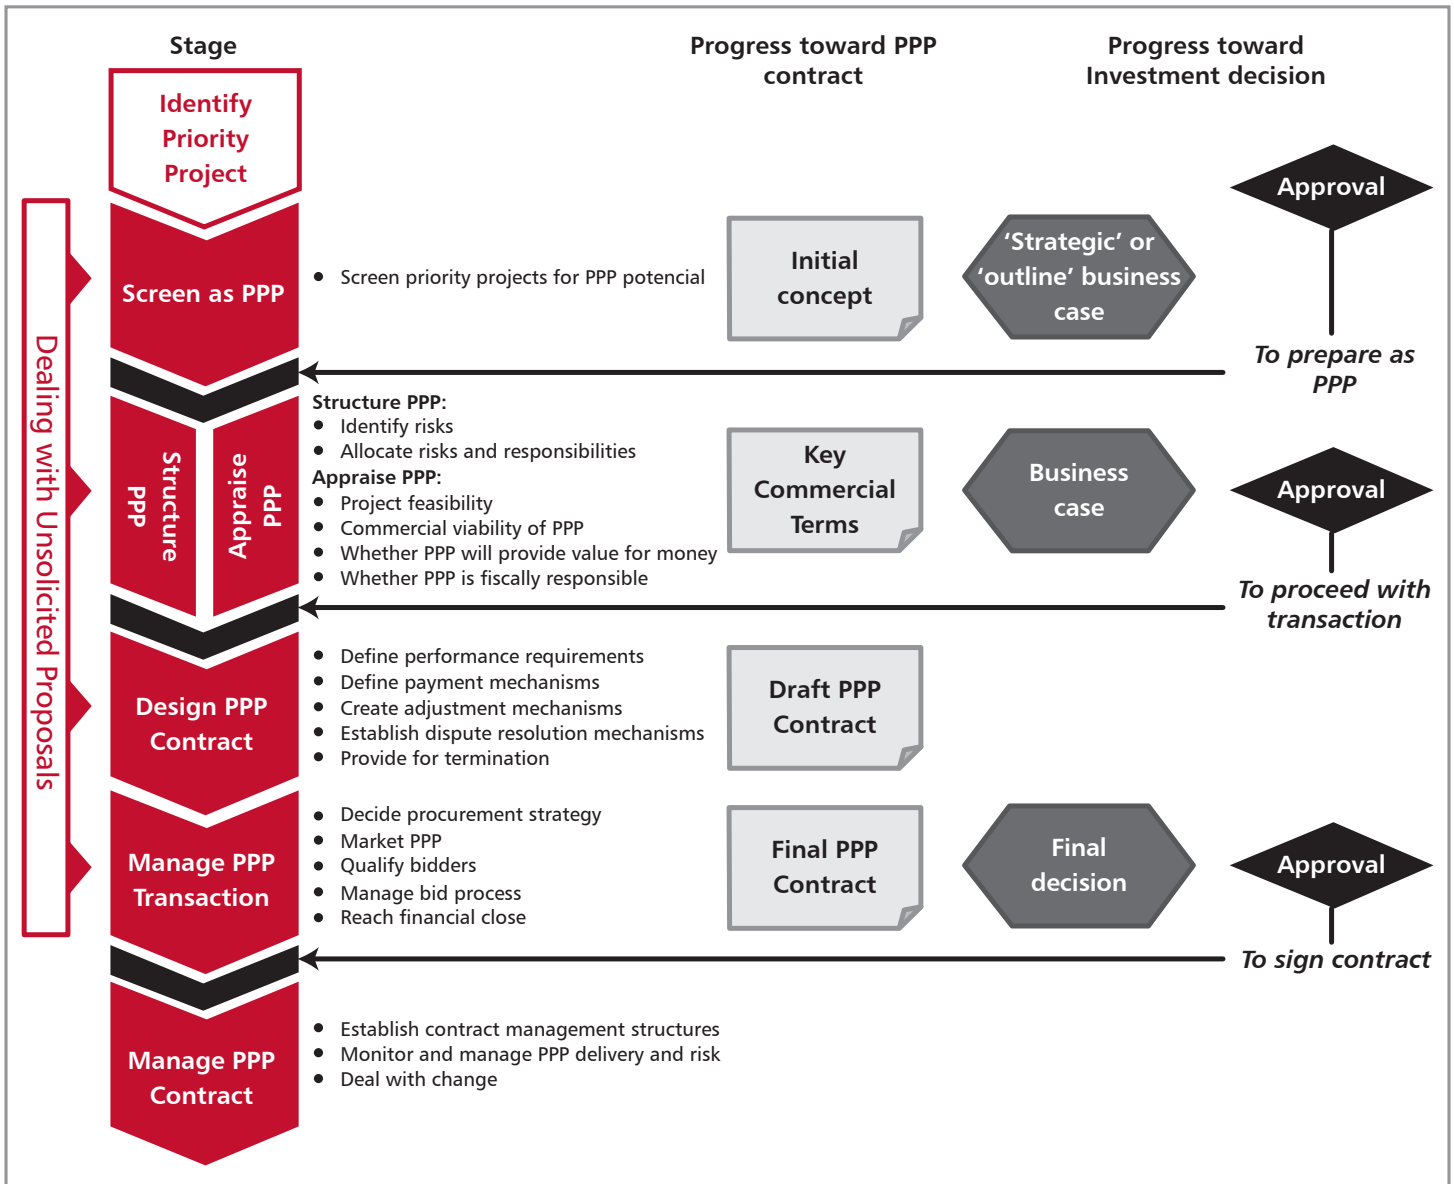 Stage
Progress toward PPP
contract
Progress toward
Investment decision
Identify
Priority
Project
Approval
To prepare as
PPP
Dealing with Unsolicited Proposals
Screen as PPP
• Screen priority projects for PPP potencial
Initial
concept
‘Strategic’ or
‘outline’ business
case
Structure
PPP
Appraise
PPP
Structure PPP:
• Identify risks
• Allocate risks and responsibilities
Appraise PPP:
• Project feasibility
• Commercial viability of PPP
• Whether PPP will provide value for money
• Whether PPP is fiscally responsible
Key
Commercial
Terms
Business
case
Approval
To proceed with
transaction
Design PPP
Contract
• Define performance requirements
• Define payment mechanisms
• Create adjustment mechanisms
• Establish dispute resolution mechanisms
• Provide for termination
Draft PPP
Contract
Manage PPP
Transaction
• Decide procurement strategy
• Market PPP
• Qualify bidders
• Manage bid process
• Reach financial close
Final PPP
Contract
Final
decision
Approval
To sign contract
Manage PPP
Contract
• Establish contract management structures
• Monitor and manage PPP delivery and risk
• Deal with change